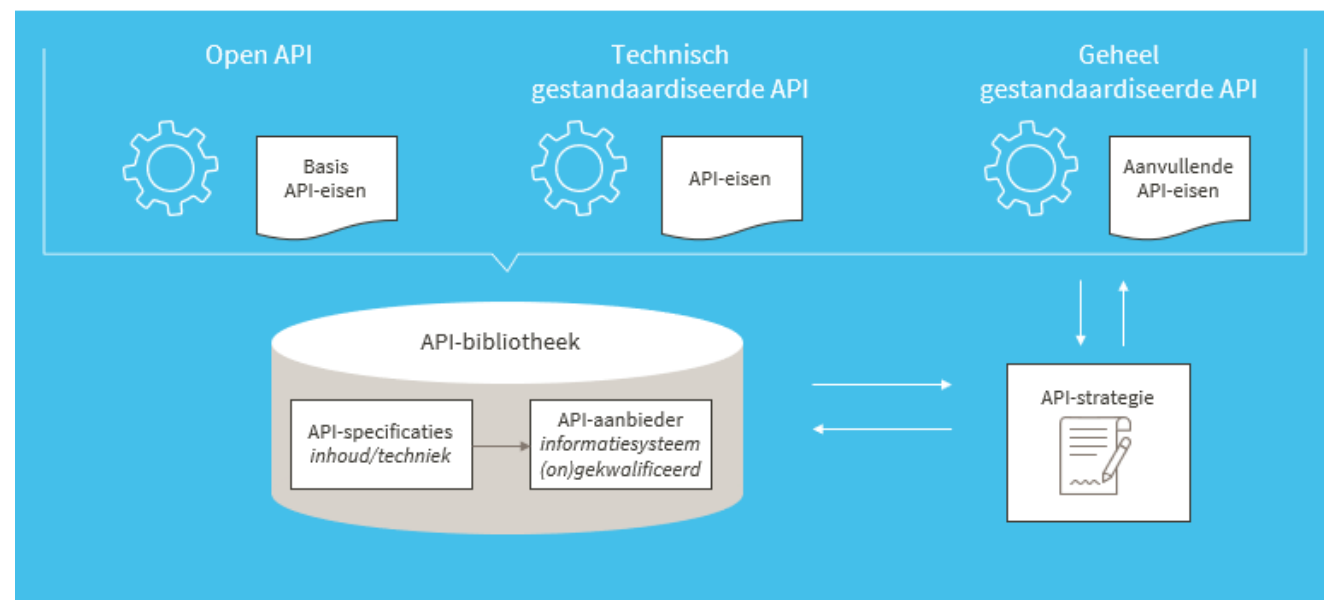 Open API
Technisch
gestandaardiseerde API
Geheel
gestandaardiseerde API
Basis
API-eisen
API-eisen
Aanvullende
API-eisen
API-bibliotheek
API-specificaties
inhoud/techniek
API-aanbieder
informatiesysteem
(on)gekwalificeerd
API-strategie